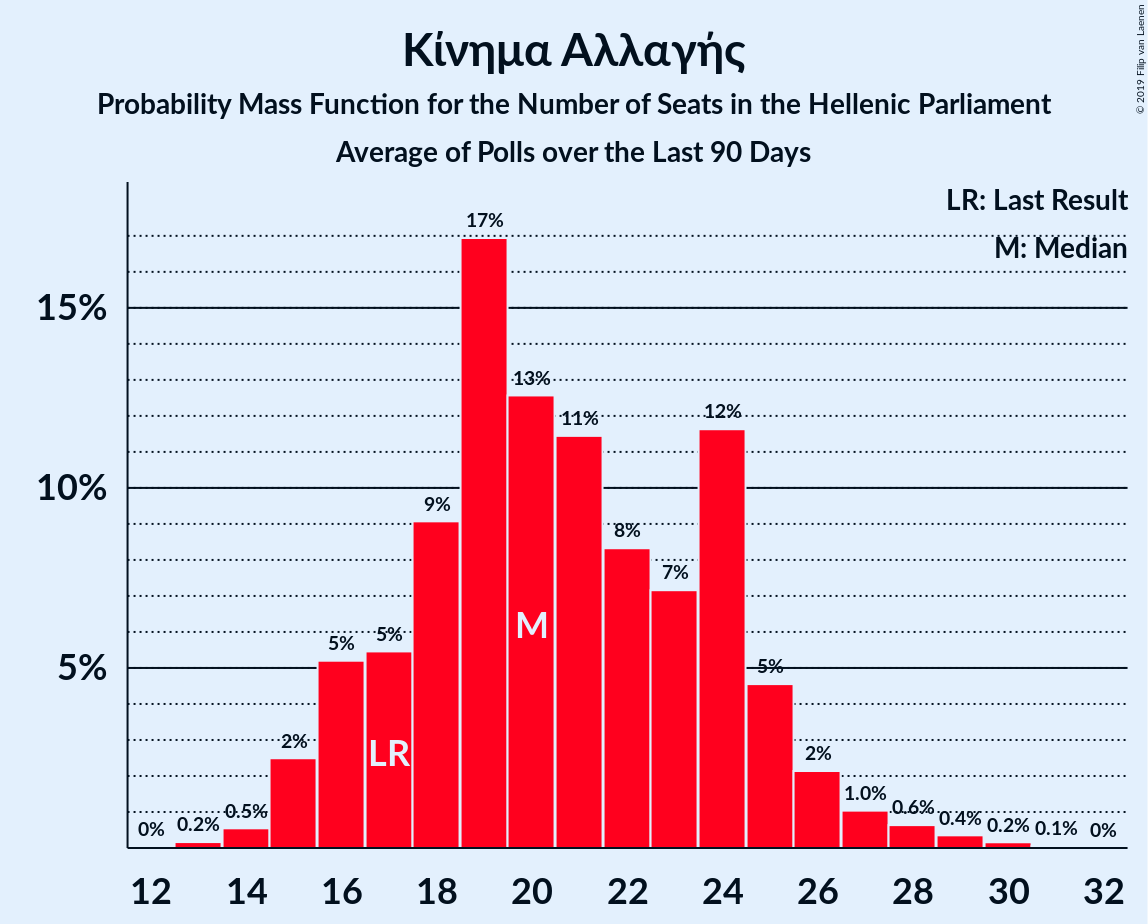 Κίνημα Αλλαγής
Probability Mass Function for the Number of Seats in the Hellenic Parliament
Average of Polls over the Last 90 Days
© 2019 Filip van Laenen
LR: Last Result
M: Median
15%
10%
5%
0%
0.2%
0.5%
2%
5%
5%
9%
17%
13%
11%
8%
7%
12%
5%
2%
1.0%
0.6%
0.4%
0.2%
0.1%
0%
LR
M
12 14 16 18 20 22 24 26 28 30 32